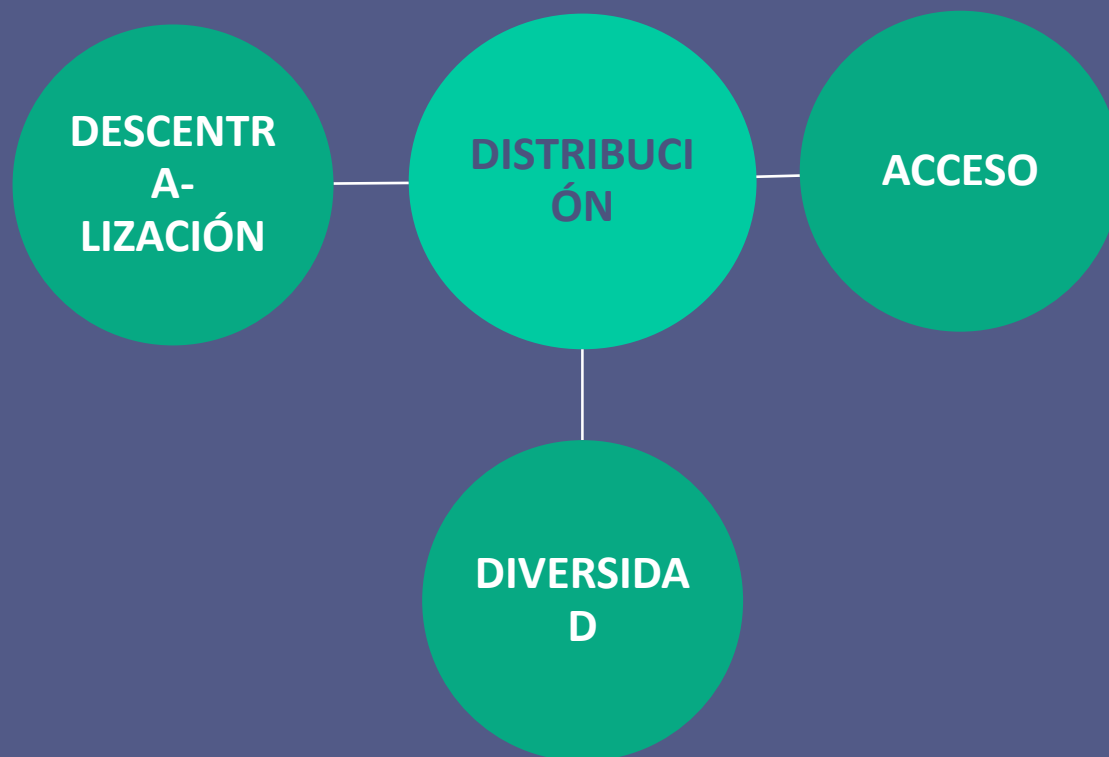 DESCENTR
A-
LIZACIÓN
DISTRIBUCI
ÓN
ACCESO
DIVERSIDA
D